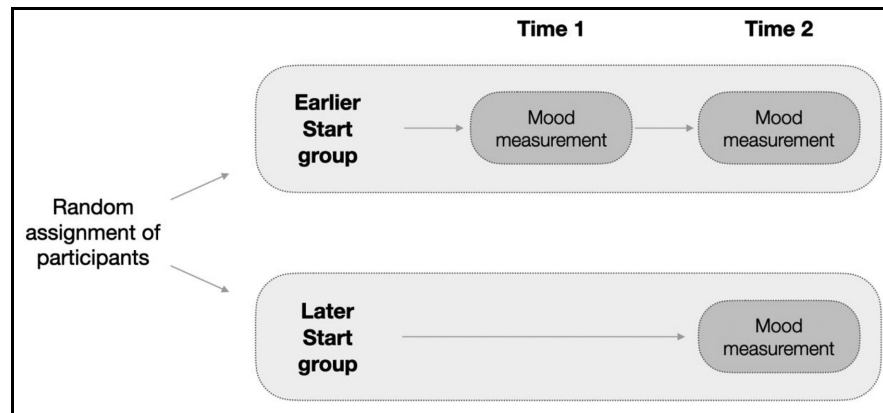 Time 1
Time 2
Earlier
Start
group
Mood
measurement
Mood
measurement
Random
assignment of
participants
Later
Start
group
Mood
measurement